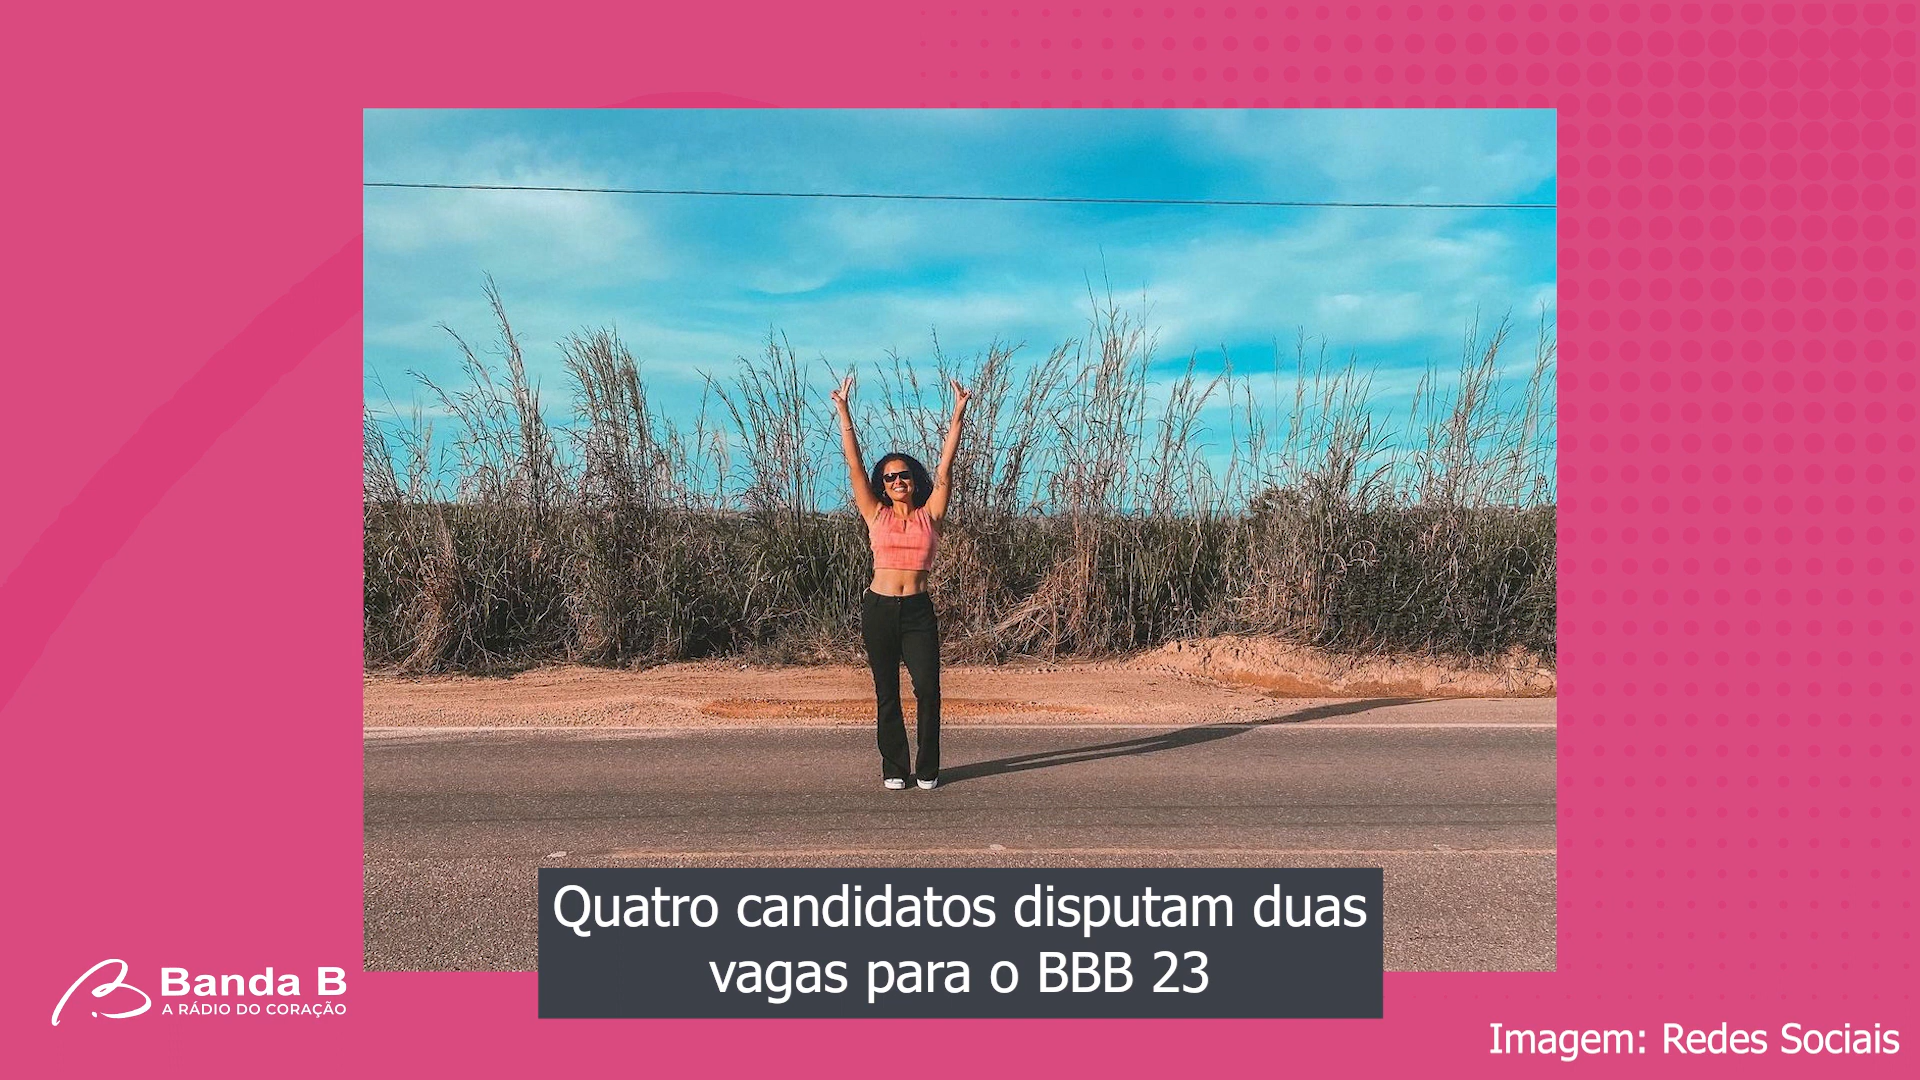 Quatro candidatos disputam duas
vagas para o BBB 23
Banda B
A RÁDIO DO CORAÇÃO
Imagem: Redes Sociais